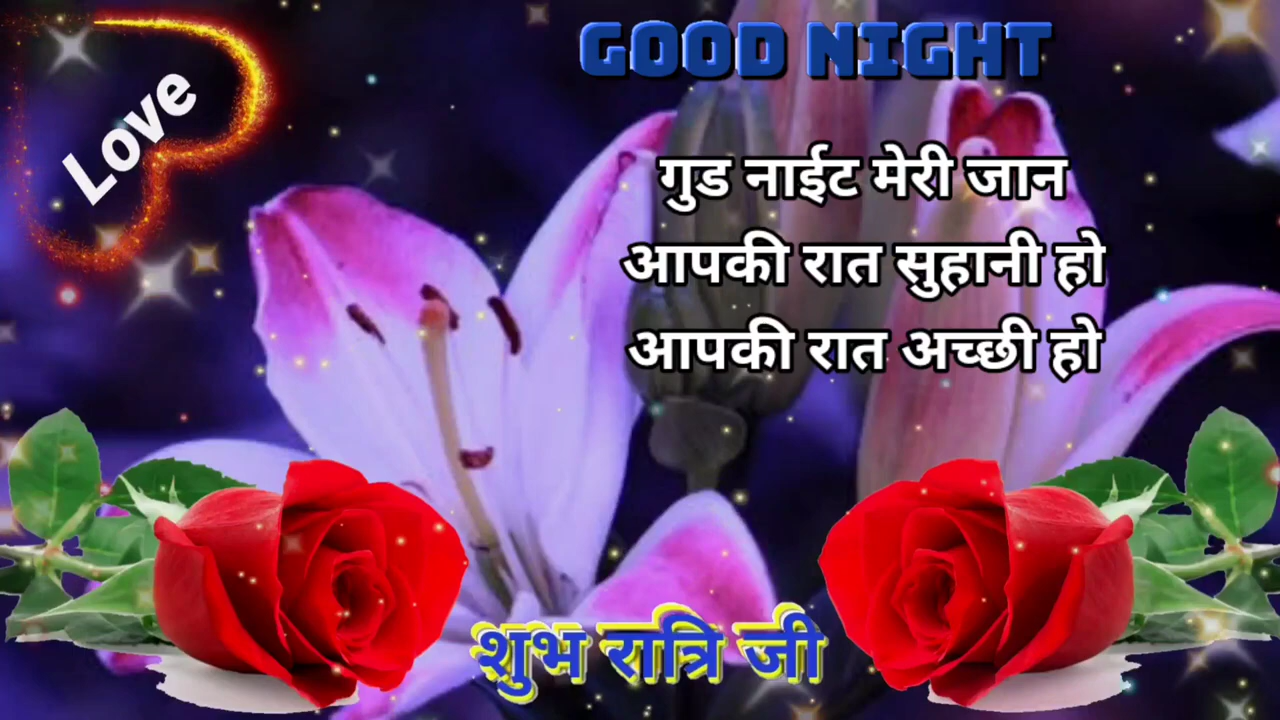 GOOD NIGHT
Love
गुड नाईट मेरी जान
आपकी रात सुहानी हो
आपकी रात अच्छी हो
शुभ रात्रि जी